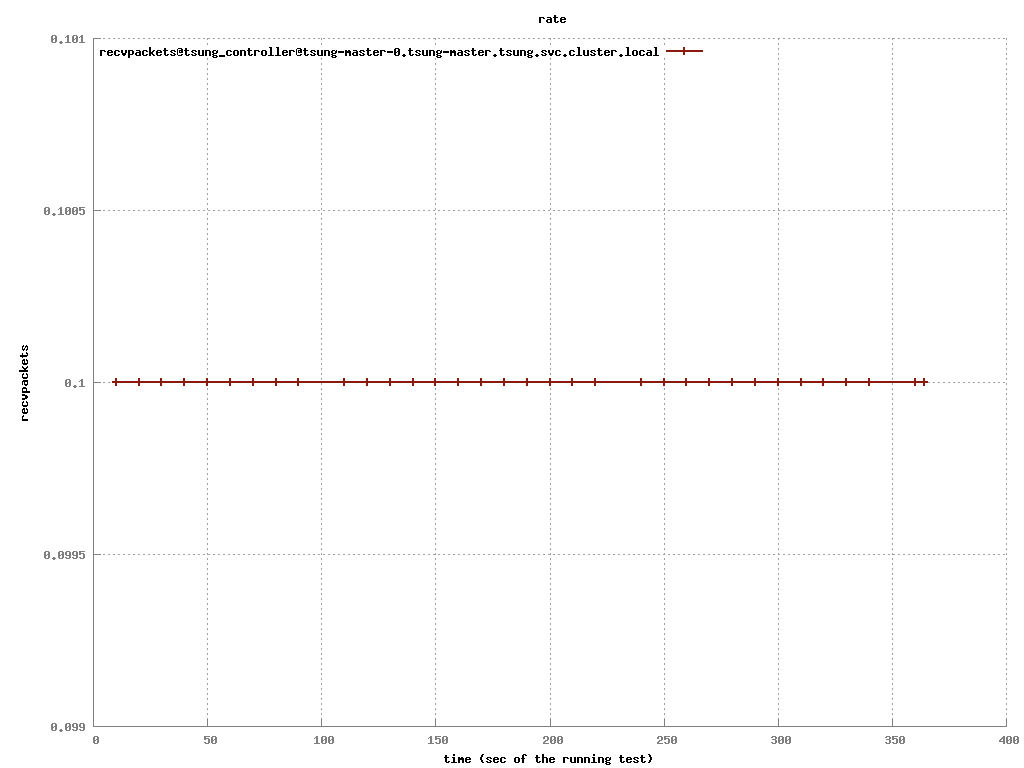 rate
0.101
recvpackets@tsung_controller@tsung-master-0.tsung-master.tsung.svc.cluster.local
0.1005
recvpackets
0.1
0.0995
0.099
0 50 100 150 200 250 300 350 400
time (sec of the running test)